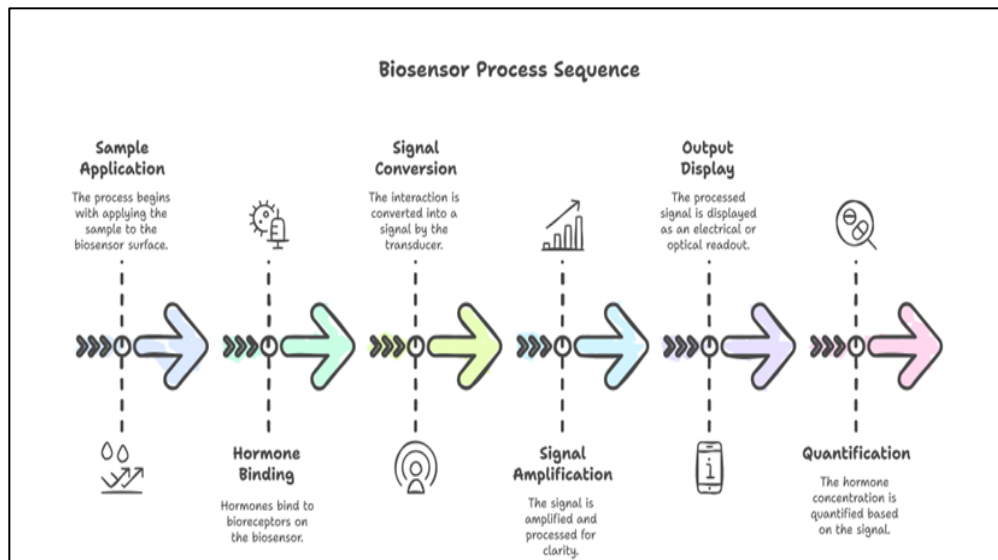 Biosensor Process Sequence
Sample
Application
The process begins
with applying the
sample to the
biosensor surface.
Hormone
Binding
Hormones bind to
bioreceptors on
the biosensor.
Signal
Conversion
The interaction is
converted into a
signal by the
transducer.
Signal
Amplification
The signal is
amplified and
processed for
clarity.
Output
Display
The processed
signal is displayed
as an electrical or
optical readout.
i
Quantification
The hormone
concentration is
quantified based
on the signal.